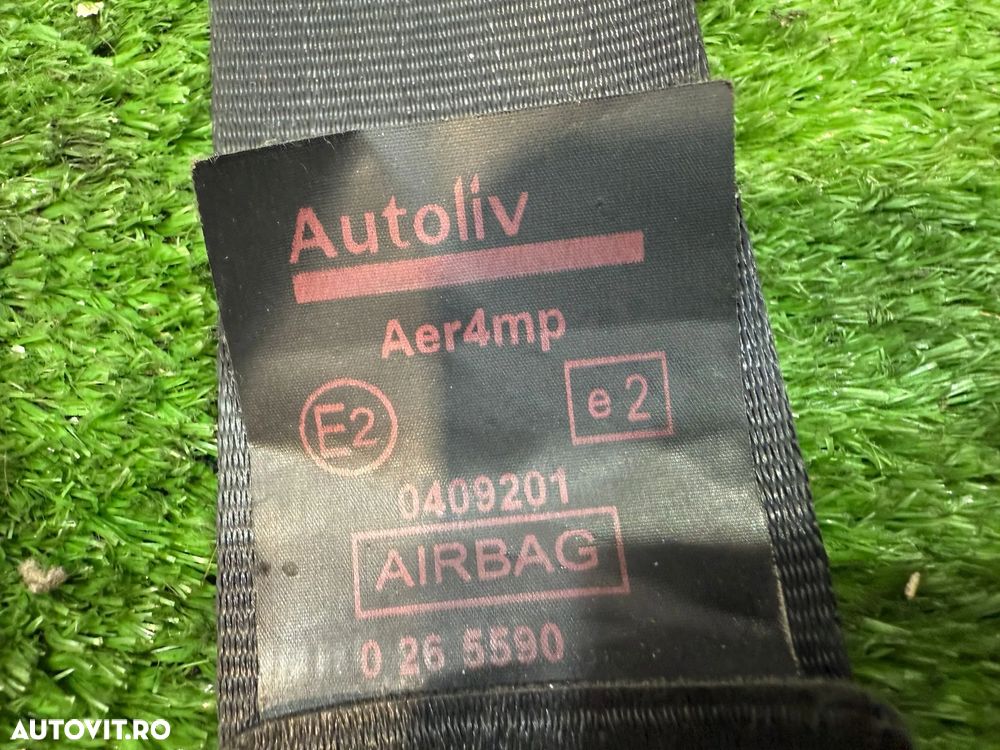 Autoliv
Aer4mp
E2 e 2
0409201
AIRBAG
0 26 5590
AUTOVIT.RO